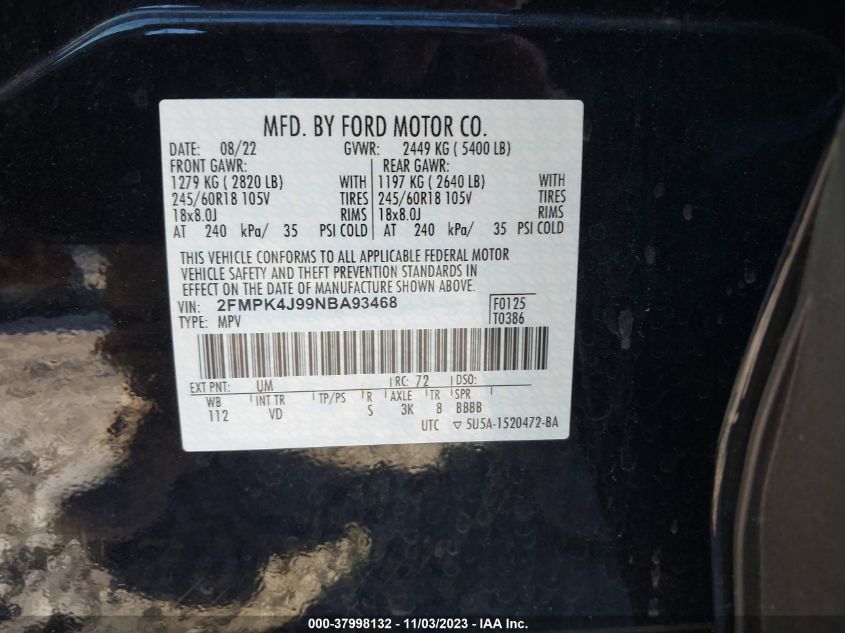 MFD. BY FORD MOTOR CO.
DATE: 08/22 GVWR: 2449 KG ( 5400 LB)
FRONT GAWR: REAR GAWR:
1279 KG ( 2820 LB) WITH 1197 KG ( 2640 LB) WITH
245/60R18 105V TIRES 245/60R18 105V TIRES
18x8.0J RIMS 18x8.0J RIMS
AT 240 kPa/ 35 PSI COLD AT 240 kPa/ 35 PSI COLD
THIS VEHICLE CONFORMS TO ALL APPLICABLE FEDERAL MOTOR
VEHICLE SAFETY AND THEFT PREVENTION STANDARDS IN
EFFECT ON THE DATE OF MANUFACTURE SHOWN ABOVE.
VIN: 2FMPK4J99NBA93468 F0125
TYPE: MPV T0386
EXT PNT: UM RC: 72 DSO:
WB INT TR TP/PS R AXLE TR SPR
112 VD S 3K 8 BBBB
UTC ▽ 5U5A-1520472-BA
000-37998132 - 11/03/2023 - IAA Inc.